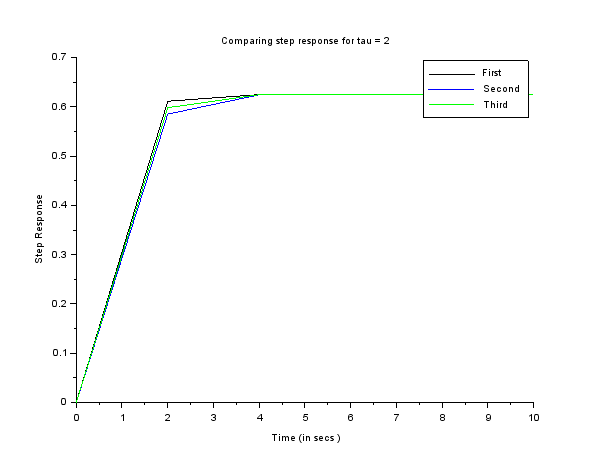 Comparing step response for tau = 2
0.7
0.6
0.5
0.4
0.3
0.2
0.1
0
Step Response
First
Second
Third
0 1 2 3 4 5 6 7 8 9 10
Time (in secs )